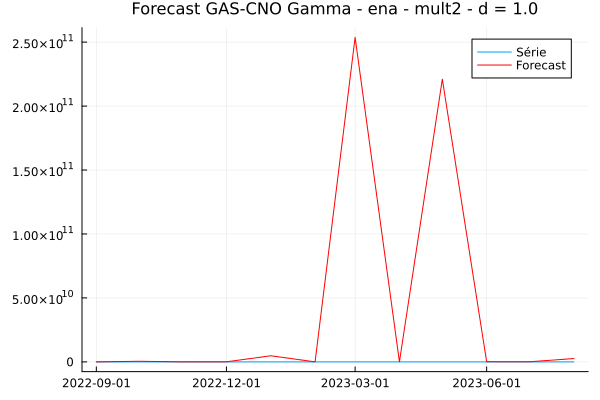 Forecast GAS-CNO Gamma - ena - mult2 - d = 1.0
2.50×10¹¹
Série
Forecast
2.00×10¹¹
1.50×10¹¹
1.00×10¹¹
5.00×10¹⁰
0
2022-09-01 2022-12-01 2023-03-01 2023-06-01